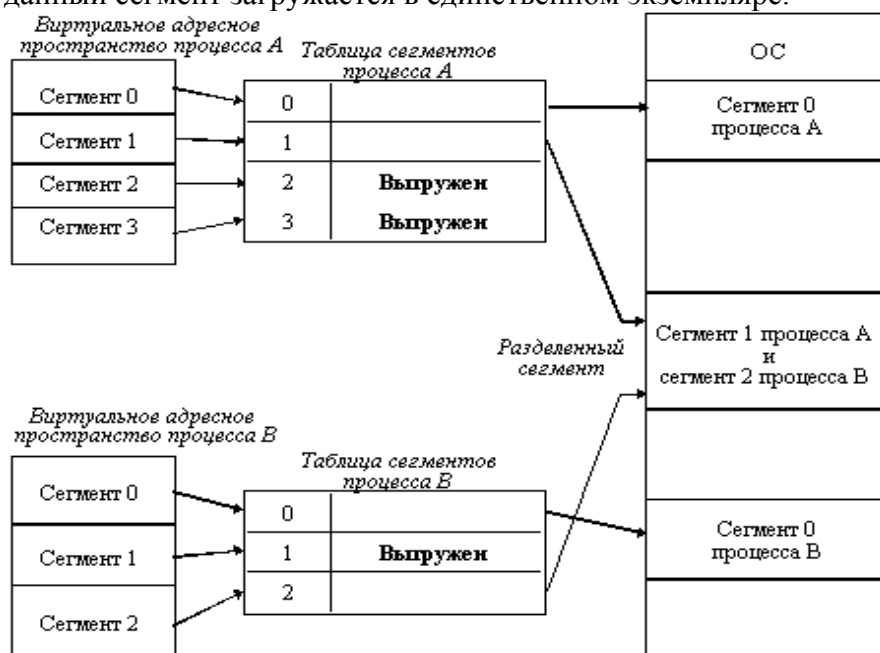 данный сегмент загружается в единственном экземпляре.
Виртуальное адресное
пространство процесса A
Таблица сегментов
процесса A
ОС
Сегмент 0
Сегмент 1
Сегмент 2
Сегмент 3
0
1
2 Выгружен
3 Выгружен
Сегмент 0
процесса A
Разделенный
сегмент
Сегмент 1 процесса A
и
сегмент 2 процесса B
Виртуальное адресное
пространство процесса B
Таблица сегментов
процесса B
Сегмент 0
Сегмент 1
Сегмент 2
0
1 Выгружен
2
Сегмент 0
процесса B